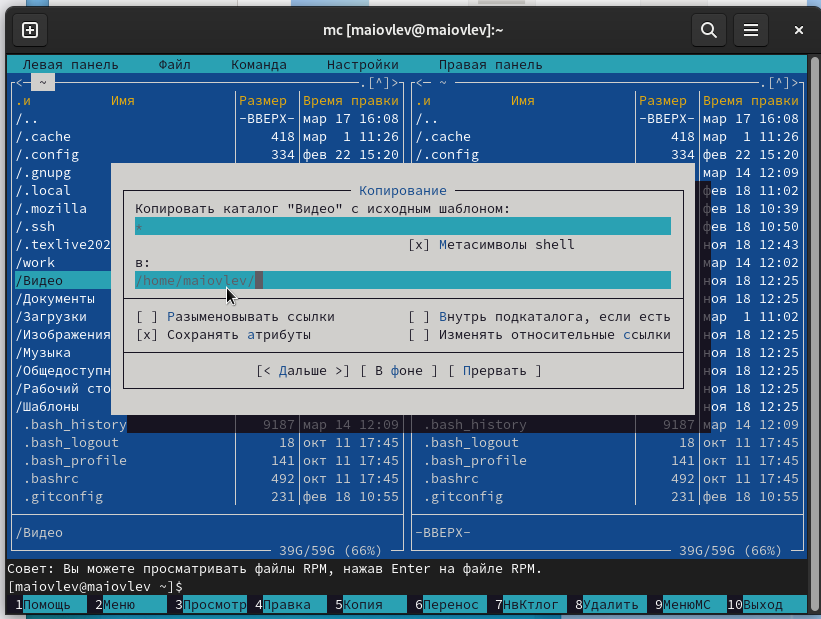 mc [maiovlev@maiovlev]:~
Левая панель Файл Команда Настройки Правая панель
<─ ~ .[^]> <─ ~ .[^]>
.и Имя Размер Время правки .и Имя Размер Время правки
/.. -ВВЕРХ- мар 17 16:08 /.. -ВВЕРХ- мар 17 16:08
/.cache 418 мар 1 11:26 /.cache 418 мар 1 11:26
/.config 334 фев 22 15:20 /.config 334 фев 22 15:20
/.gnupg мар 14 12:09
/.local Копирование фев 18 11:02
/.mozilla Копировать каталог "Видео" с исходным шаблоном: фев 18 10:39
/.ssh * фев 18 10:50
/.texlive202 [x] Метасимволы shell ноя 18 12:43
/work в: мар 14 12:02
/Видео /home/maiovlev/ ноя 18 12:25
/Документы ноя 18 12:25
/Загрузки [ ] Разыменовывать ссылки [ ] Внутрь подкаталога, если есть мар 1 11:02
/Изображения [x] Сохранять атрибуты [ ] Изменять относительные ссылки ноя 18 12:25
/Музыка ноя 18 12:25
/Общедоступн [< Дальше >] [ В фоне ] [ Прервать ] ноя 18 12:25
/Рабочий сто ноя 18 12:25
/Шаблоны ноя 18 12:25
.bash_history 9187 мар 14 12:09 .bash_history 9187 мар 14 12:09
.bash_logout 18 окт 11 17:45 .bash_logout 18 окт 11 17:45
.bash_profile 141 окт 11 17:45 .bash_profile 141 окт 11 17:45
.bashrc 492 окт 11 17:45 .bashrc 492 окт 11 17:45
.gitconfig 231 фев 18 10:55 .gitconfig 231 фев 18 10:55
/Видео -ВВЕРХ-
39G/59G (66%) 39G/59G (66%)
Совет: Вы можете просматривать файлы RPM, нажав Enter на файле RPM.
[maiovlev@maiovlev ~]$
1Помощь 2Меню 3Просмотр 4Правка 5Копия 6Перенос 7НвКтлог 8Удалить 9МенюMC 10Выход